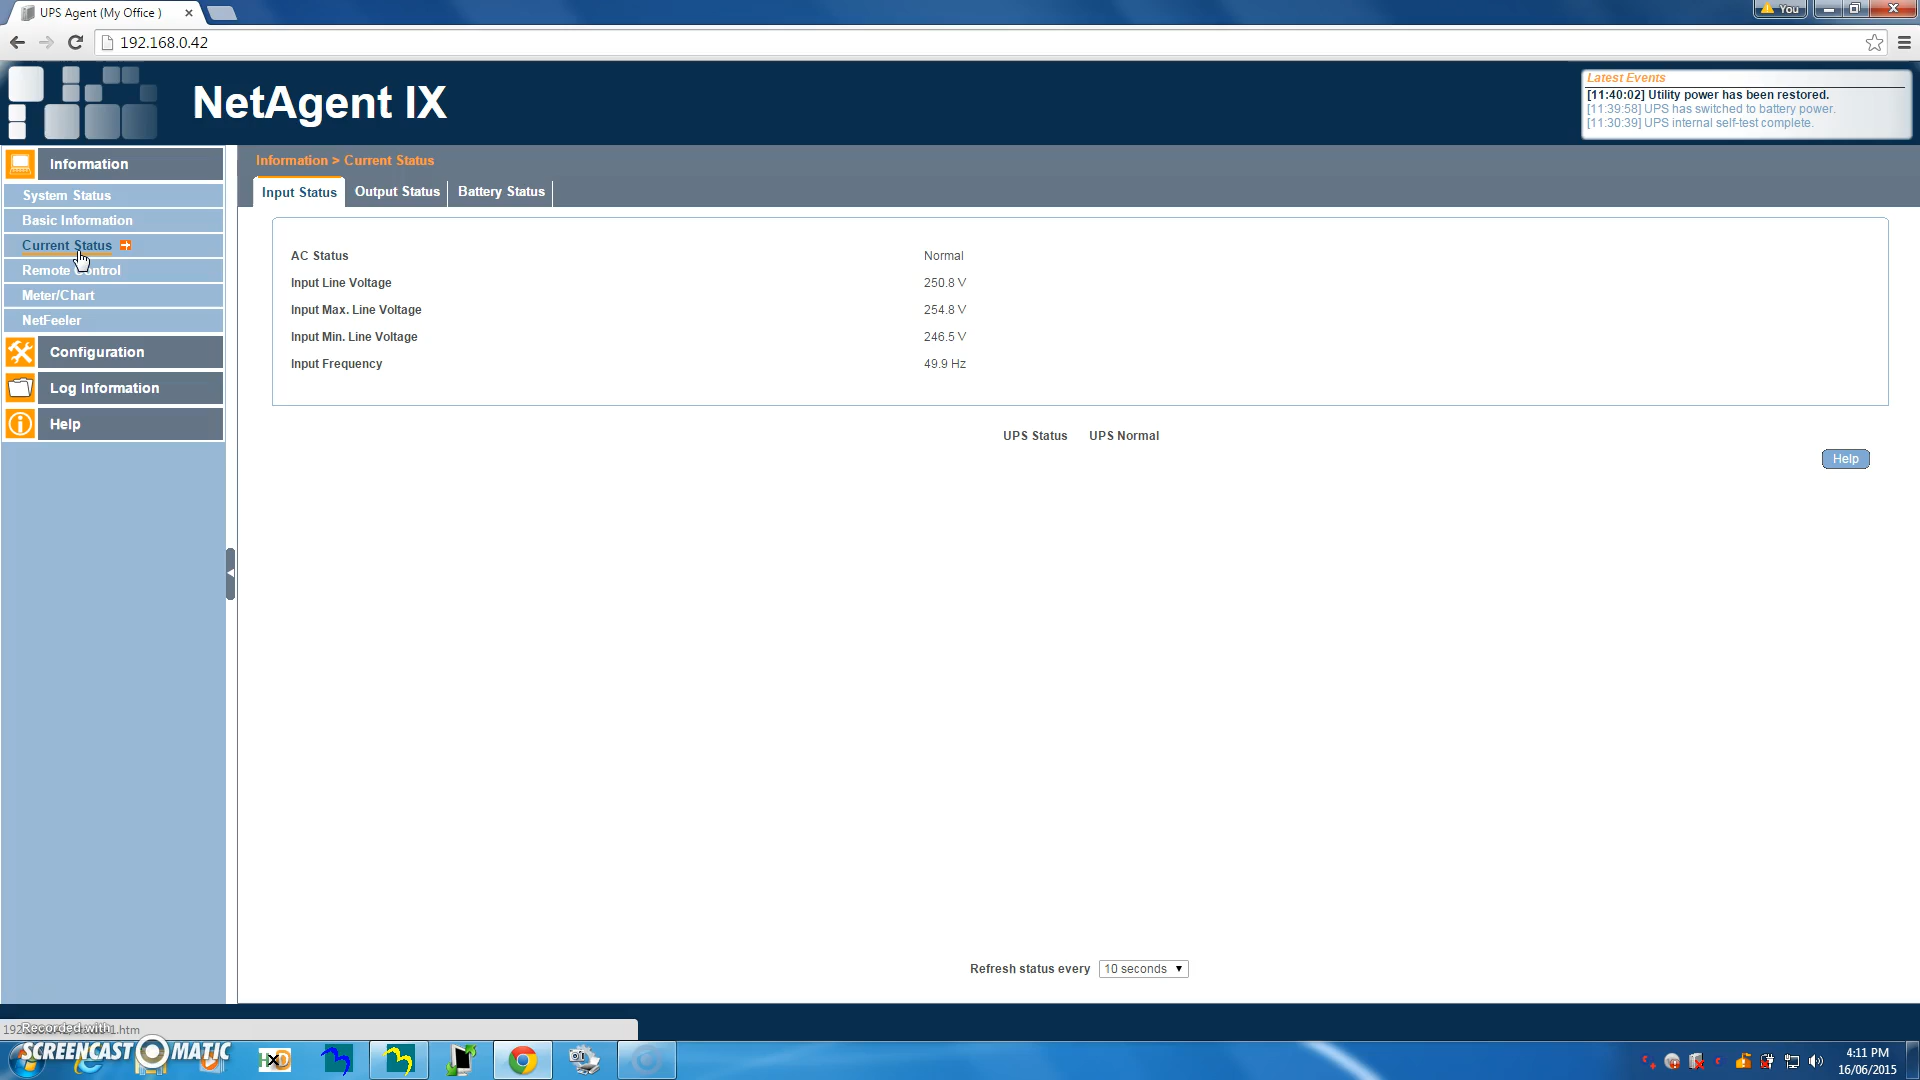 UPS Agent (My Office )
You
192.168.0.42
NetAgent IX
Latest Events
[11:40:02] Utility power has been restored.
[11:39:58] UPS has switched to battery power.
[11:30:39] UPS internal self-test complete.
Information
System Status
Basic Information
Current Status
Remote Control
Meter/Chart
NetFeeler
Configuration
Log Information
Help
Information > Current Status
Input Status Output Status Battery Status
AC Status Normal
Input Line Voltage 250.8 V
Input Max. Line Voltage 254.8 V
Input Min. Line Voltage 246.5 V
Input Frequency 49.9 Hz
UPS Status UPS Normal
Help
Refresh status every 10 seconds
Recorded with
SCREENCAST MATIC
HxD
4:11 PM
16/06/2015